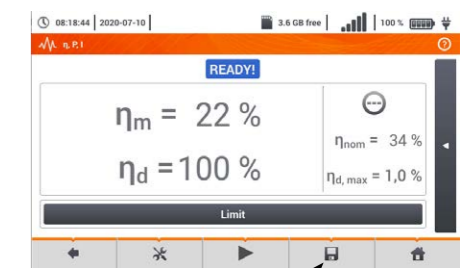 08:18:44 2020-07-10 3.6 GB free 100 %
η, P, I
READY!
ηm = 22 %
ηd = 100 %
---
ηnom = 34 %
ηd, max = 1,0 %
Limit